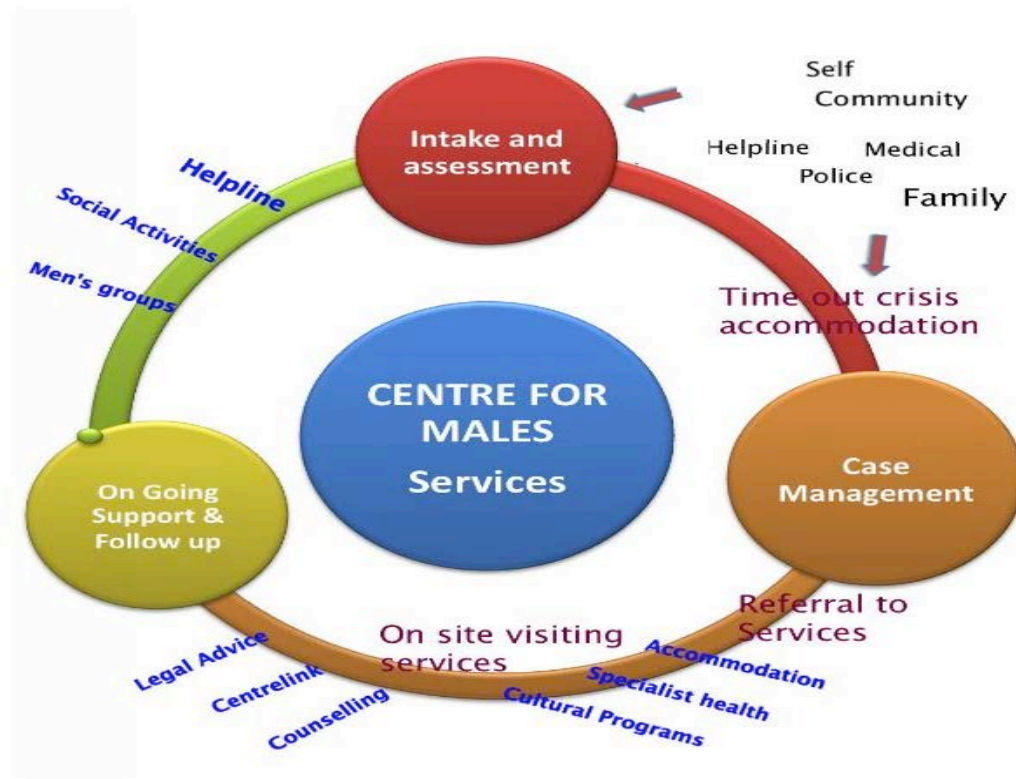 Self
Community
Helpline
Medical
Police
Family
Intake and
assessment
Helpline
Social Activities
Men's groups
Time out crisis
accommodation
CENTRE FOR
MALES
Services
Case
Management
On Going
Support &
Follow up
Referral to
Services
On site visiting
services
Legal Advice
Centrelink
Counselling
Accommodation
Specialist health
Cultural Programs